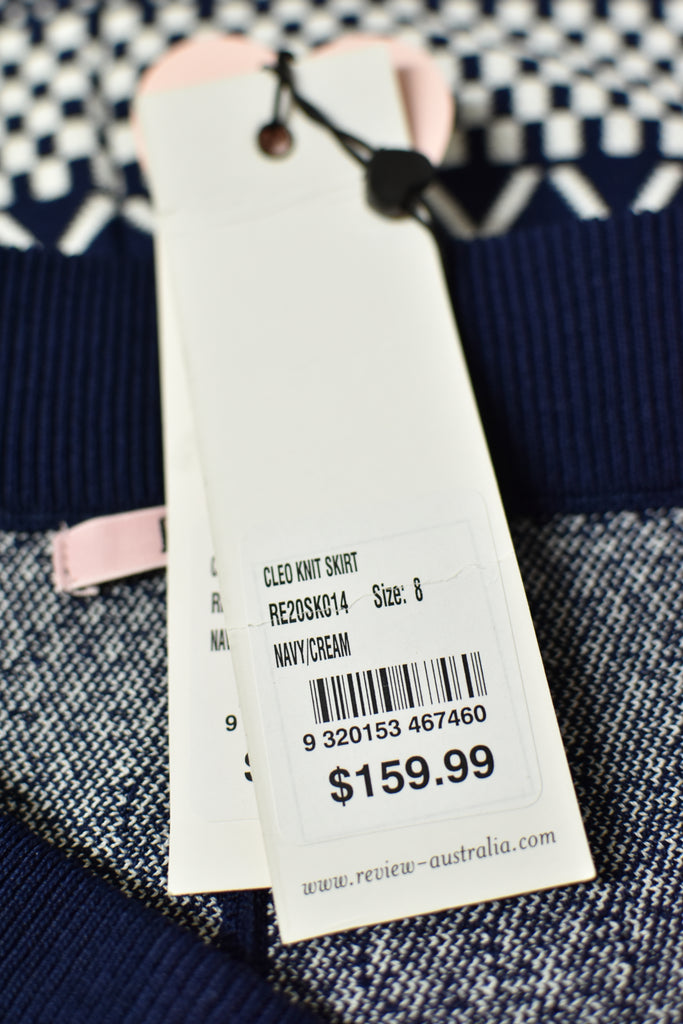 CLEO KNIT SKIRT
RE20SK014 Size: 8
NAVY/CREAM
9 320153 467460
$159.99
www.review-australia.com